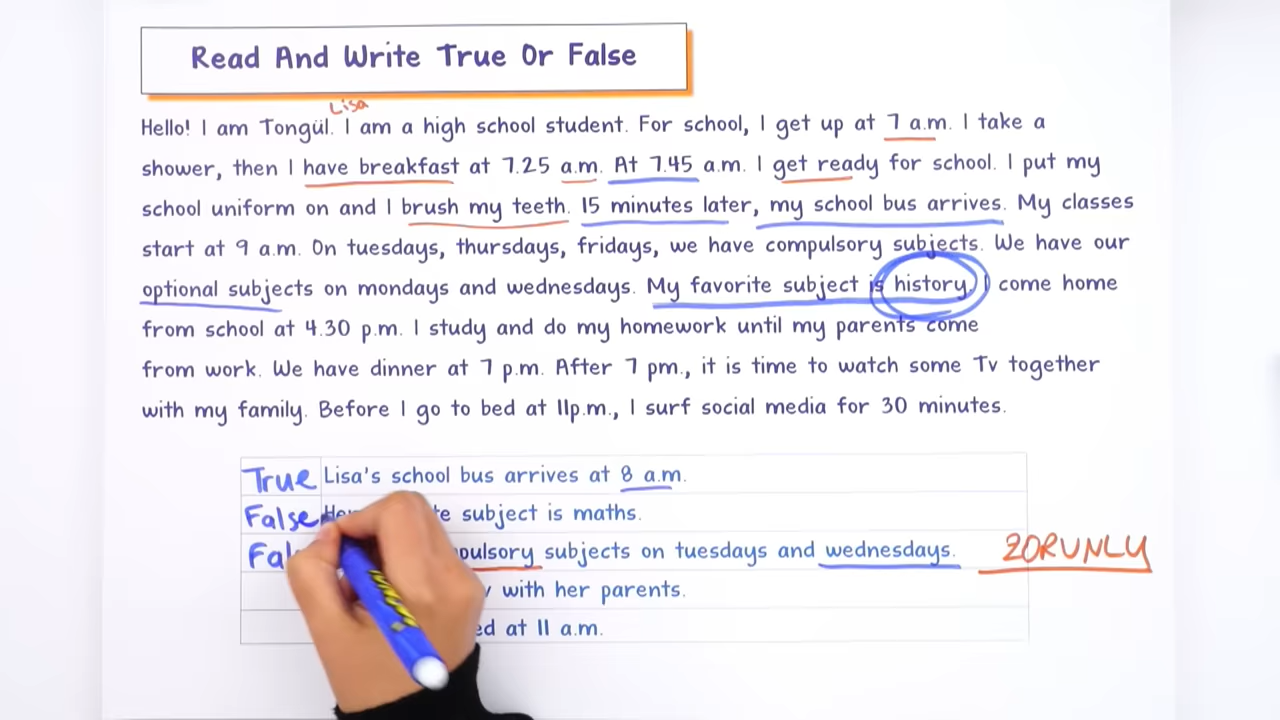 Read And Write True Or False
Lisa
Hello! I am Tongül. I am a high school student. For school, I get up at 7 a.m. I take a
shower, then I have breakfast at 7.25 a.m. At 7.45 a.m. I get ready for school. I put my
school uniform on and I brush my teeth. 15 minutes later, my school bus arrives. My classes
start at 9 a.m. On tuesdays, thursdays, fridays, we have compulsory subjects. We have our
optional subjects on mondays and wednesdays. My favorite subject is history. I come home
from school at 4.30 p.m. I study and do my homework until my parents come
from work. We have dinner at 7 p.m. After 7 pm., it is time to watch some Tv together
with my family. Before I go to bed at 11p.m., I surf social media for 30 minutes.
True Lisa's school bus arrives at 8 a.m.
False subject is maths.
subjects on tuesdays and wednesdays. ZORUNLU
with her parents.
at 11 a.m.